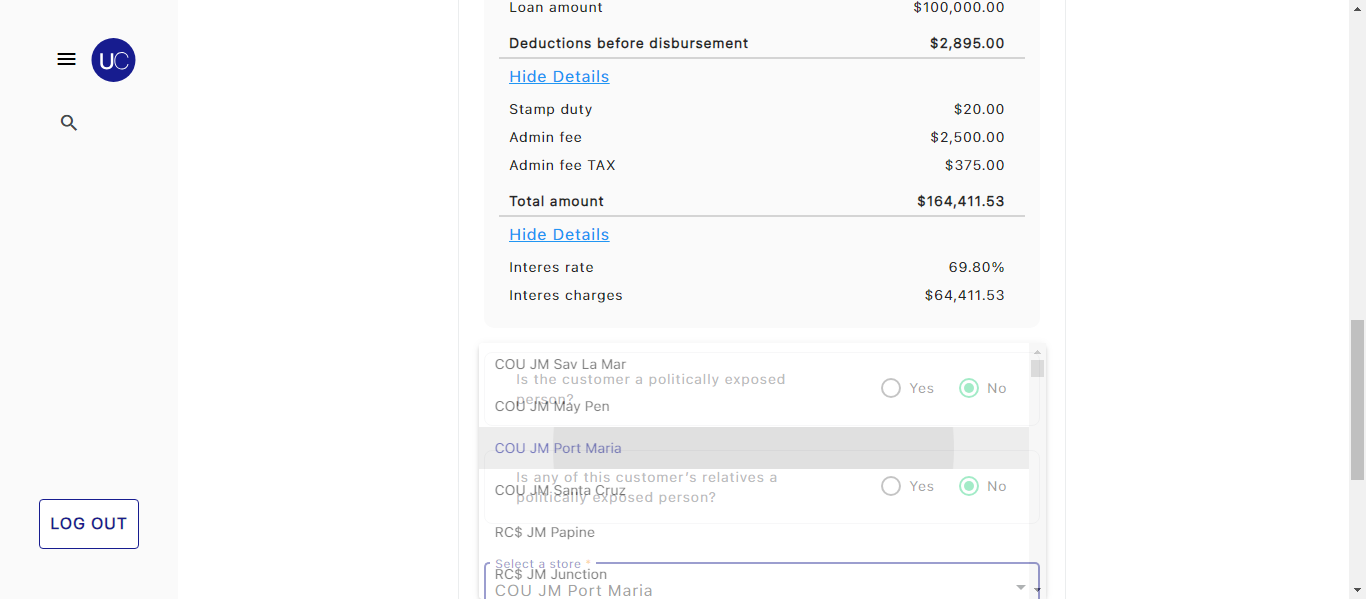 UC
Loan amount $100,000.00
Deductions before disbursement $2,895.00
Hide Details
Stamp duty $20.00
Admin fee $2,500.00
Admin fee TAX $375.00
Total amount $164,411.53
Hide Details
Interes rate 69.80%
Interes charges $64,411.53
COU JM Sav La Mar
Is the customer a politically exposed
person?
Yes No
COU JM May Pen
COU JM Port Maria
Is any of this customer's relatives a
politically exposed person?
Yes No
COU JM Santa Cruz
RC$ JM Papine
Select a store *
RC$ JM Junction
COU JM Port Maria
LOG OUT